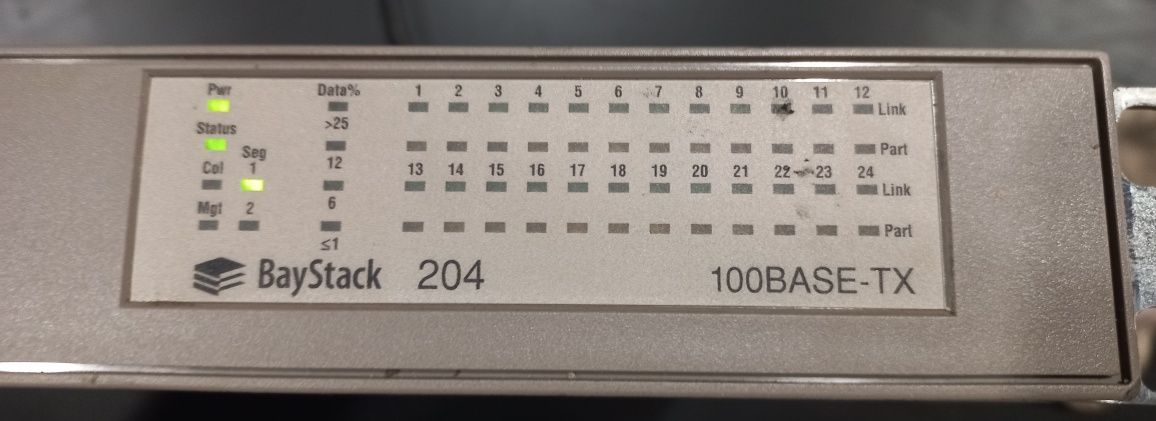 Pwr Data% 1 2 3 4 5 6 7 8 9 10 11 12
Link
Status >25
Part
Col Seg 1 12 13 14 15 16 17 18 19 20 21 22 23 24
Link
Mgt 2 6
Part
≤1
BayStack 204 100BASE-TX